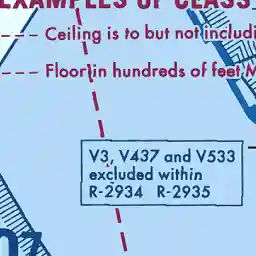 EXAMPLES OF CLASS
Ceiling is to but not includi
Floor in hundreds of feet M
V3, V437 and V533
excluded within
R-2934 R-2935
07